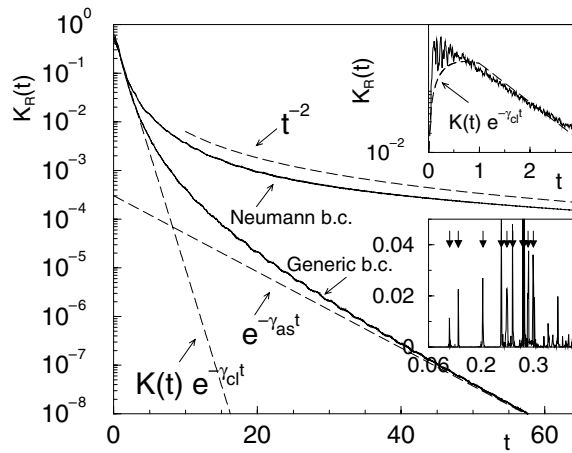 K_R(t)
10^0
10^-1
10^-2
10^-3
10^-4
10^-5
10^-6
10^-7
10^-8
t^-2
Neumann b.c.
Generic b.c.
e^-γ_as t
K(t) e^-γ_cl t
0 20 40 60
t
K_R(t)
10^-2
K(t) e^-γ_cl t
0 1 2
t
0.04
0.02
0
0.06 0.2 0.3